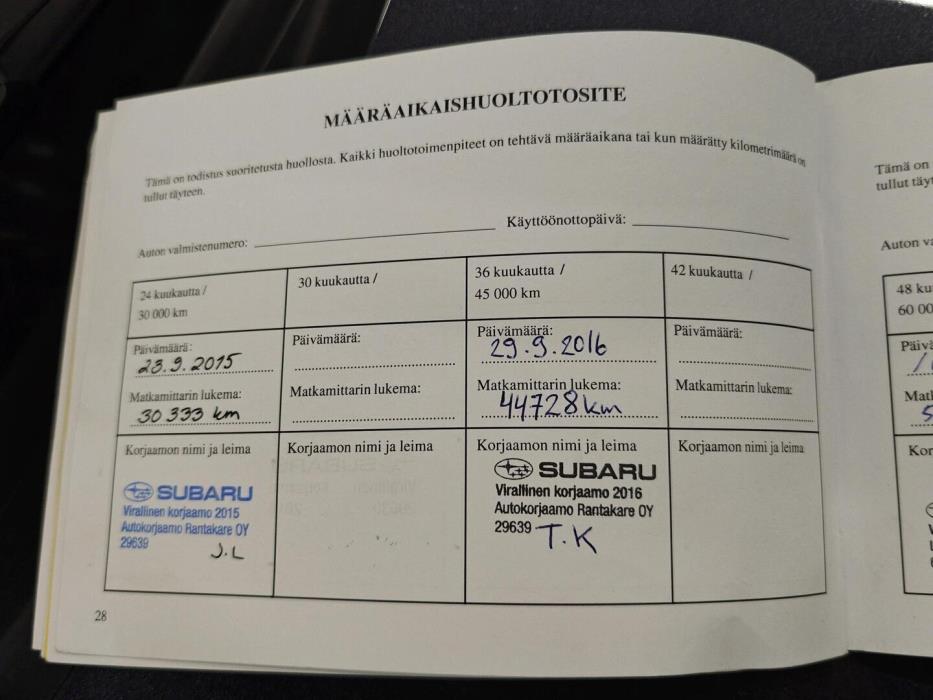 MÄÄRÄAIKAISHUOLTOTOSITE
Tämä on todistus suoritetusta huollosta. Kaikki huoltotoimenpiteet on tehtävä määräaikana tai kun määrätty kilometrimäärä on
tullut täyteen.
Auton valmistenumero:
Käyttöönottopäivä:
24 kuukautta /
30 000 km
Päivämäärä:
23.9.2015
Matkamittarin lukema:
30 333 km
Korjaamon nimi ja leima
SUBARU
Virallinen korjaamo 2015
Autokorjaamo Rantakare OY
29639
J.L
30 kuukautta /
Päivämäärä:
Matkamittarin lukema:
Korjaamon nimi ja leima
36 kuukautta /
45 000 km
Päivämäärä:
29.9.2016
Matkamittarin lukema:
44728 km
Korjaamon nimi ja leima
SUBARU
Virallinen korjaamo 2016
Autokorjaamo Rantakare OY
29639
T.K
42 kuukautta /
Päivämäärä:
Matkamittarin lukema:
Korjaamon nimi ja leima
28
Tämä on
tullut täyt
Auton va
48 ku
60 00
Päivä
Matk
5
Kor